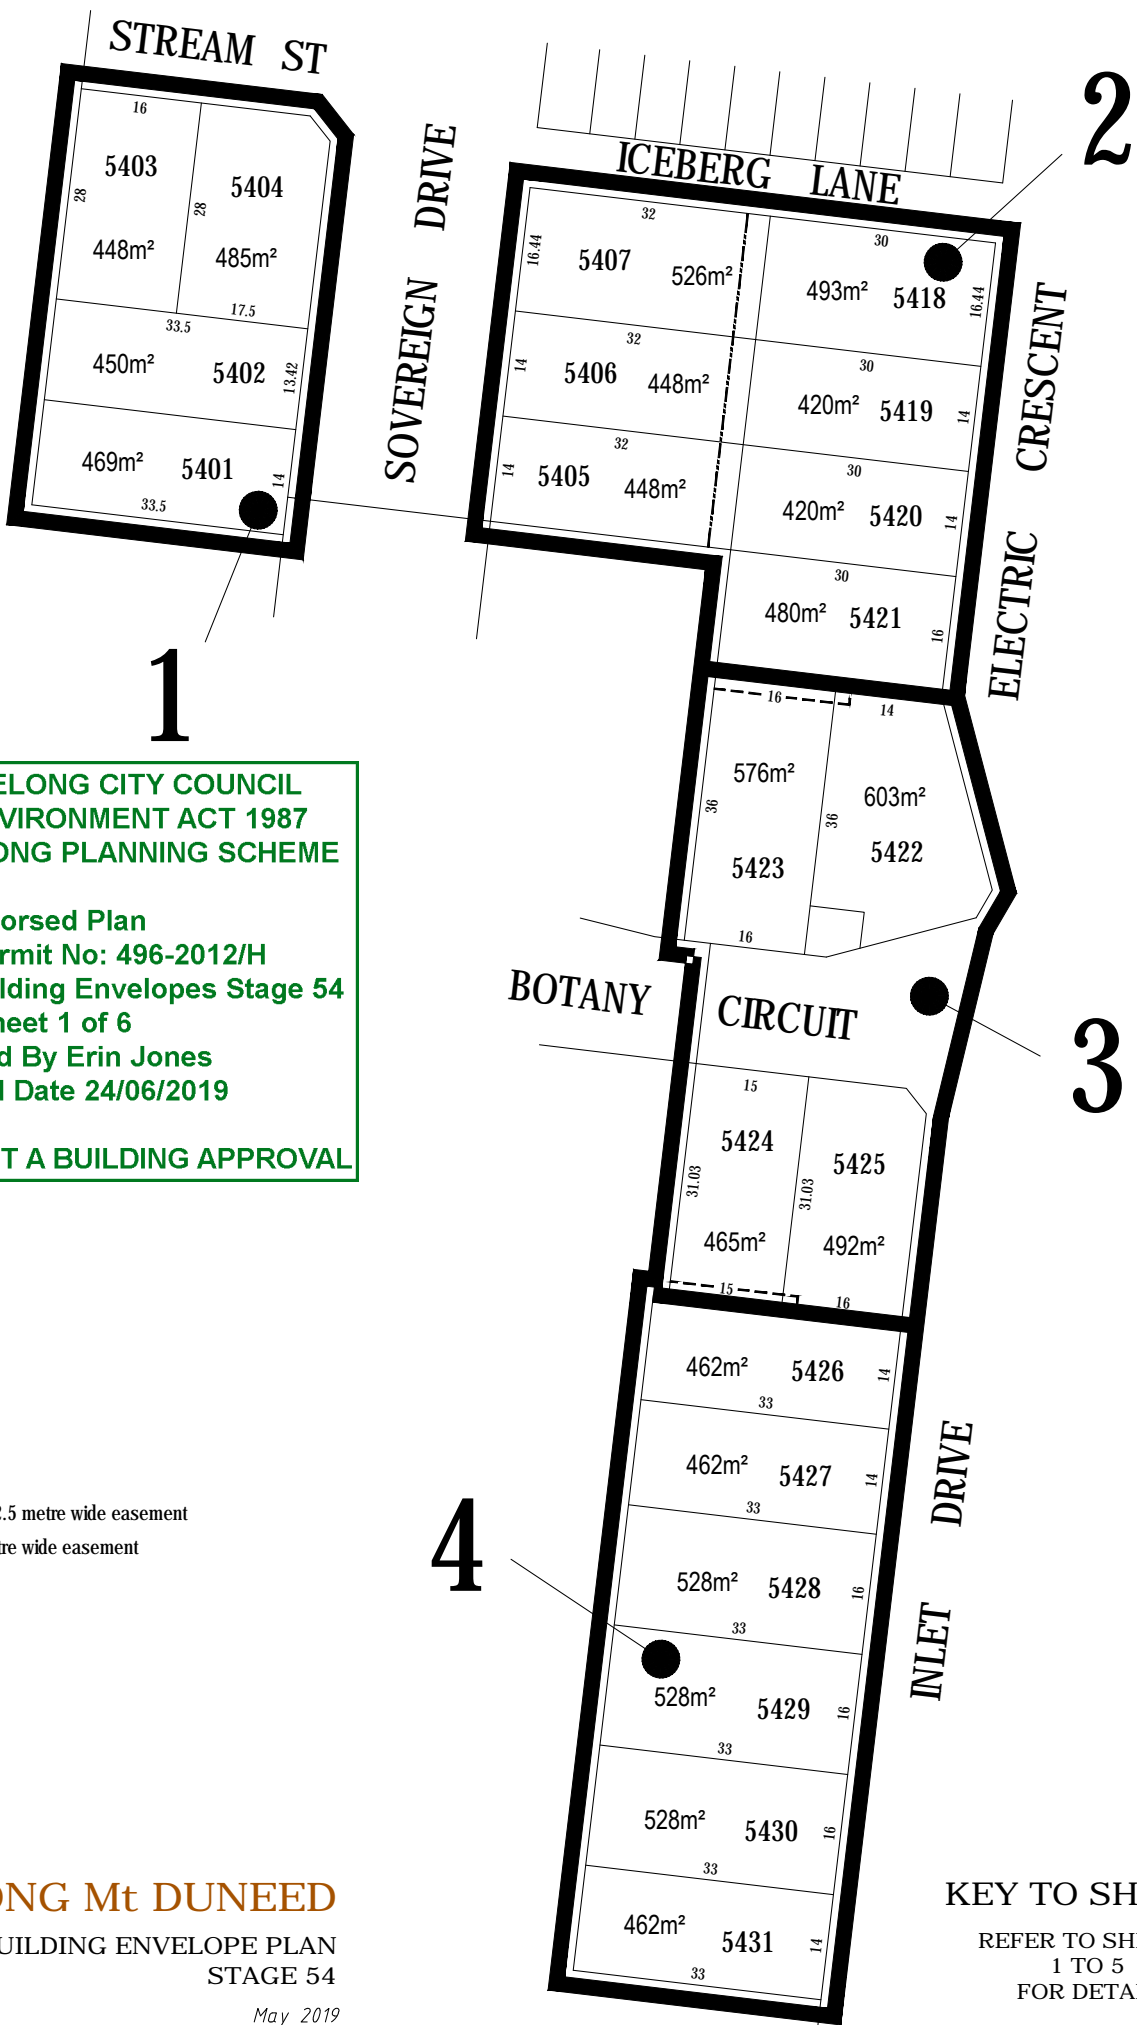 STREAM ST
2
16
5403
28
448m²
5404
28
485m²
17.5
33.5
450m²
5402
13.42
469m²
5401
14
33.5
1
SOVEREIGN DRIVE
ICEBERG LANE
32
16.44
5407
526m²
30
493m²
5418
16.44
32
14
5406
448m²
30
420m²
5419
14
32
14
5405
448m²
30
420m²
5420
14
30
480m²
5421
16
ELECTRIC CRESCENT
16
14
576m²
603m²
36
36
5423
5422
16
BOTANY CIRCUIT
3
15
5424
5425
31.03
31.03
465m²
492m²
15
16
ELONG CITY COUNCIL
VIRONMENT ACT 1987
ONG PLANNING SCHEME
orsed Plan
rmit No: 496-2012/H
lding Envelopes Stage 54
heet 1 of 6
d By Erin Jones
l Date 24/06/2019
T A BUILDING APPROVAL
462m²
5426
14
33
462m²
5427
14
33
528m²
5428
16
33
528m²
5429
16
33
528m²
5430
16
33
462m²
5431
14
33
4
INLET DRIVE
2.5 metre wide easement
tre wide easement
ONG Mt DUNEED
UILDING ENVELOPE PLAN
STAGE 54
May 2019
KEY TO SH
REFER TO SH
1 TO 5
FOR DETA